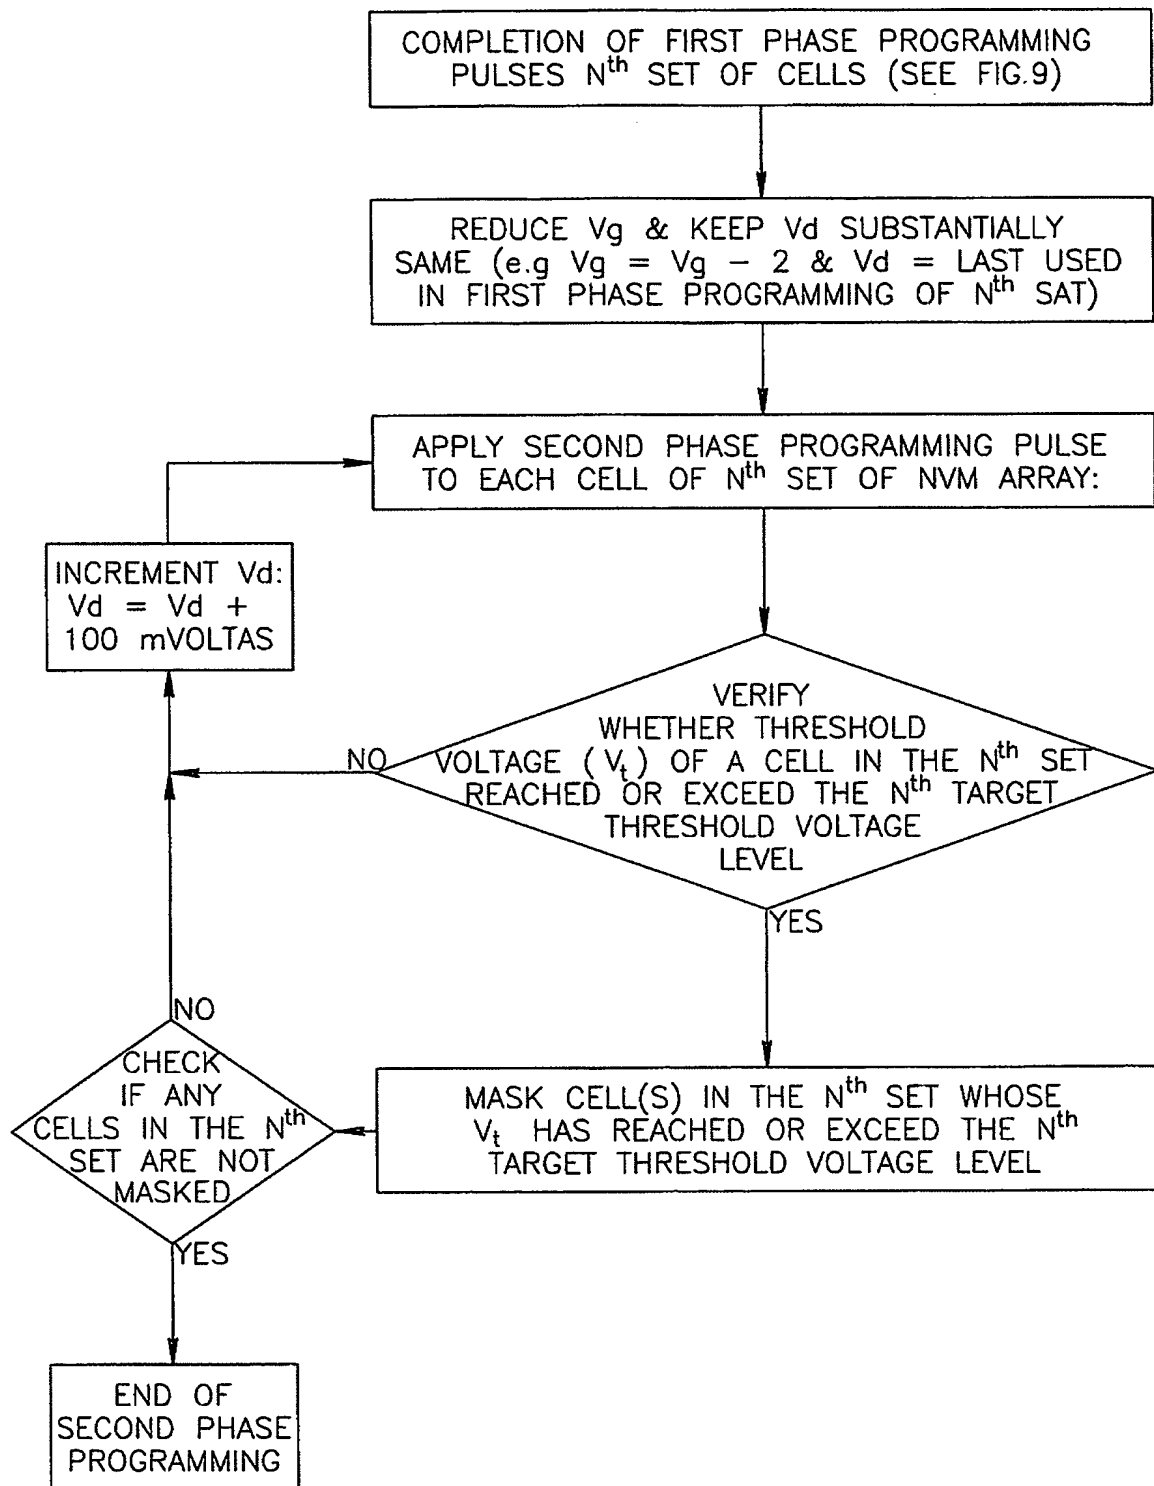 COMPLETION OF FIRST PHASE PROGRAMMING
PULSES Nth SET OF CELLS (SEE FIG.9)
REDUCE Vg & KEEP Vd SUBSTANTIALLY
SAME (e.g Vg = Vg - 2 & Vd = LAST USED
IN FIRST PHASE PROGRAMMING OF Nth SAT)
APPLY SECOND PHASE PROGRAMMING PULSE
TO EACH CELL OF Nth SET OF NVM ARRAY:
INCREMENT Vd:
Vd = Vd +
100 mVOLTAS
VERIFY
WHETHER THRESHOLD
VOLTAGE (Vt) OF A CELL IN THE Nth SET
REACHED OR EXCEED THE Nth TARGET
THRESHOLD VOLTAGE
LEVEL
NO
YES
MASK CELL(S) IN THE Nth SET WHOSE
Vt HAS REACHED OR EXCEED THE Nth
TARGET THRESHOLD VOLTAGE LEVEL
NO
CHECK
IF ANY
CELLS IN THE Nth
SET ARE NOT
MASKED
YES
END OF
SECOND PHASE
PROGRAMMING